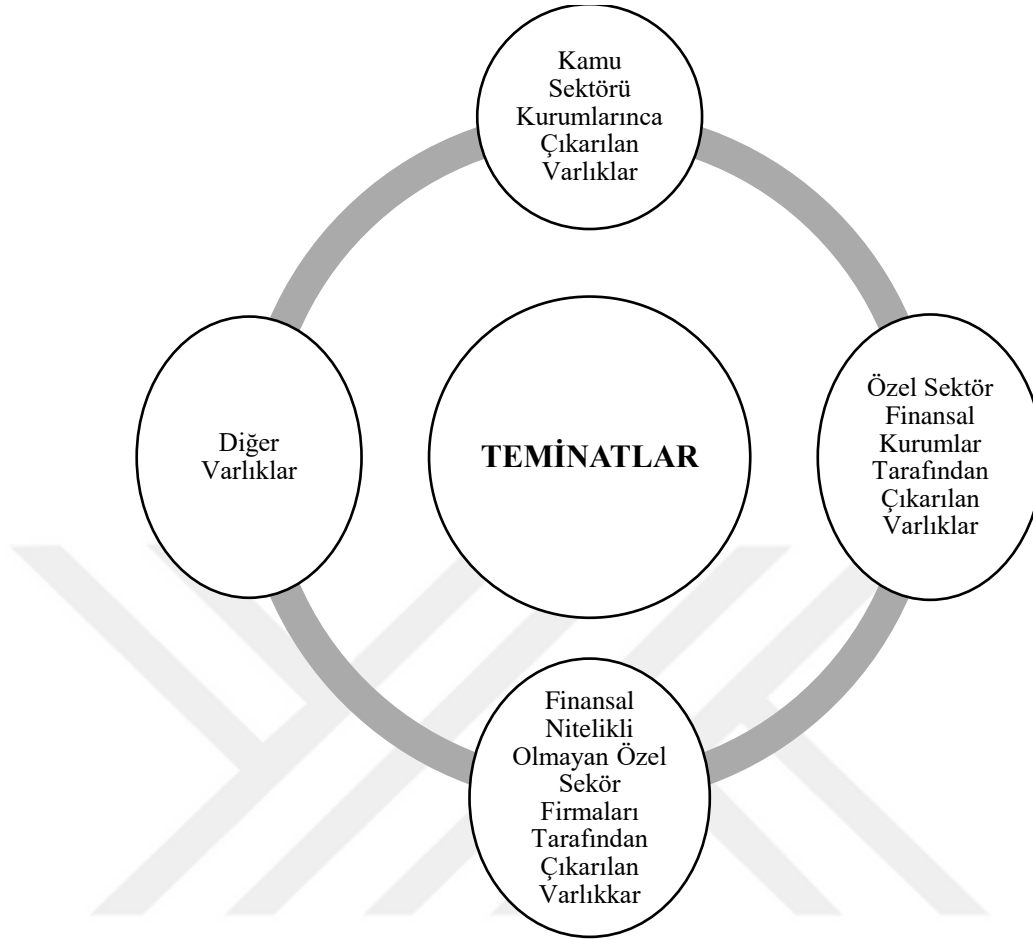 Kamu
Sektörü
Kurumlarınca
Çıkarılan
Varlıklar
Diğer
Varlıklar
TEMİNATLAR
Özel Sektör
Finansal
Kurumlar
Tarafından
Çıkarılan
Varlıklar
Finansal
Nitelikli
Olmayan Özel
Sekör
Firmaları
Tarafından
Çıkarılan
Varlıkkar